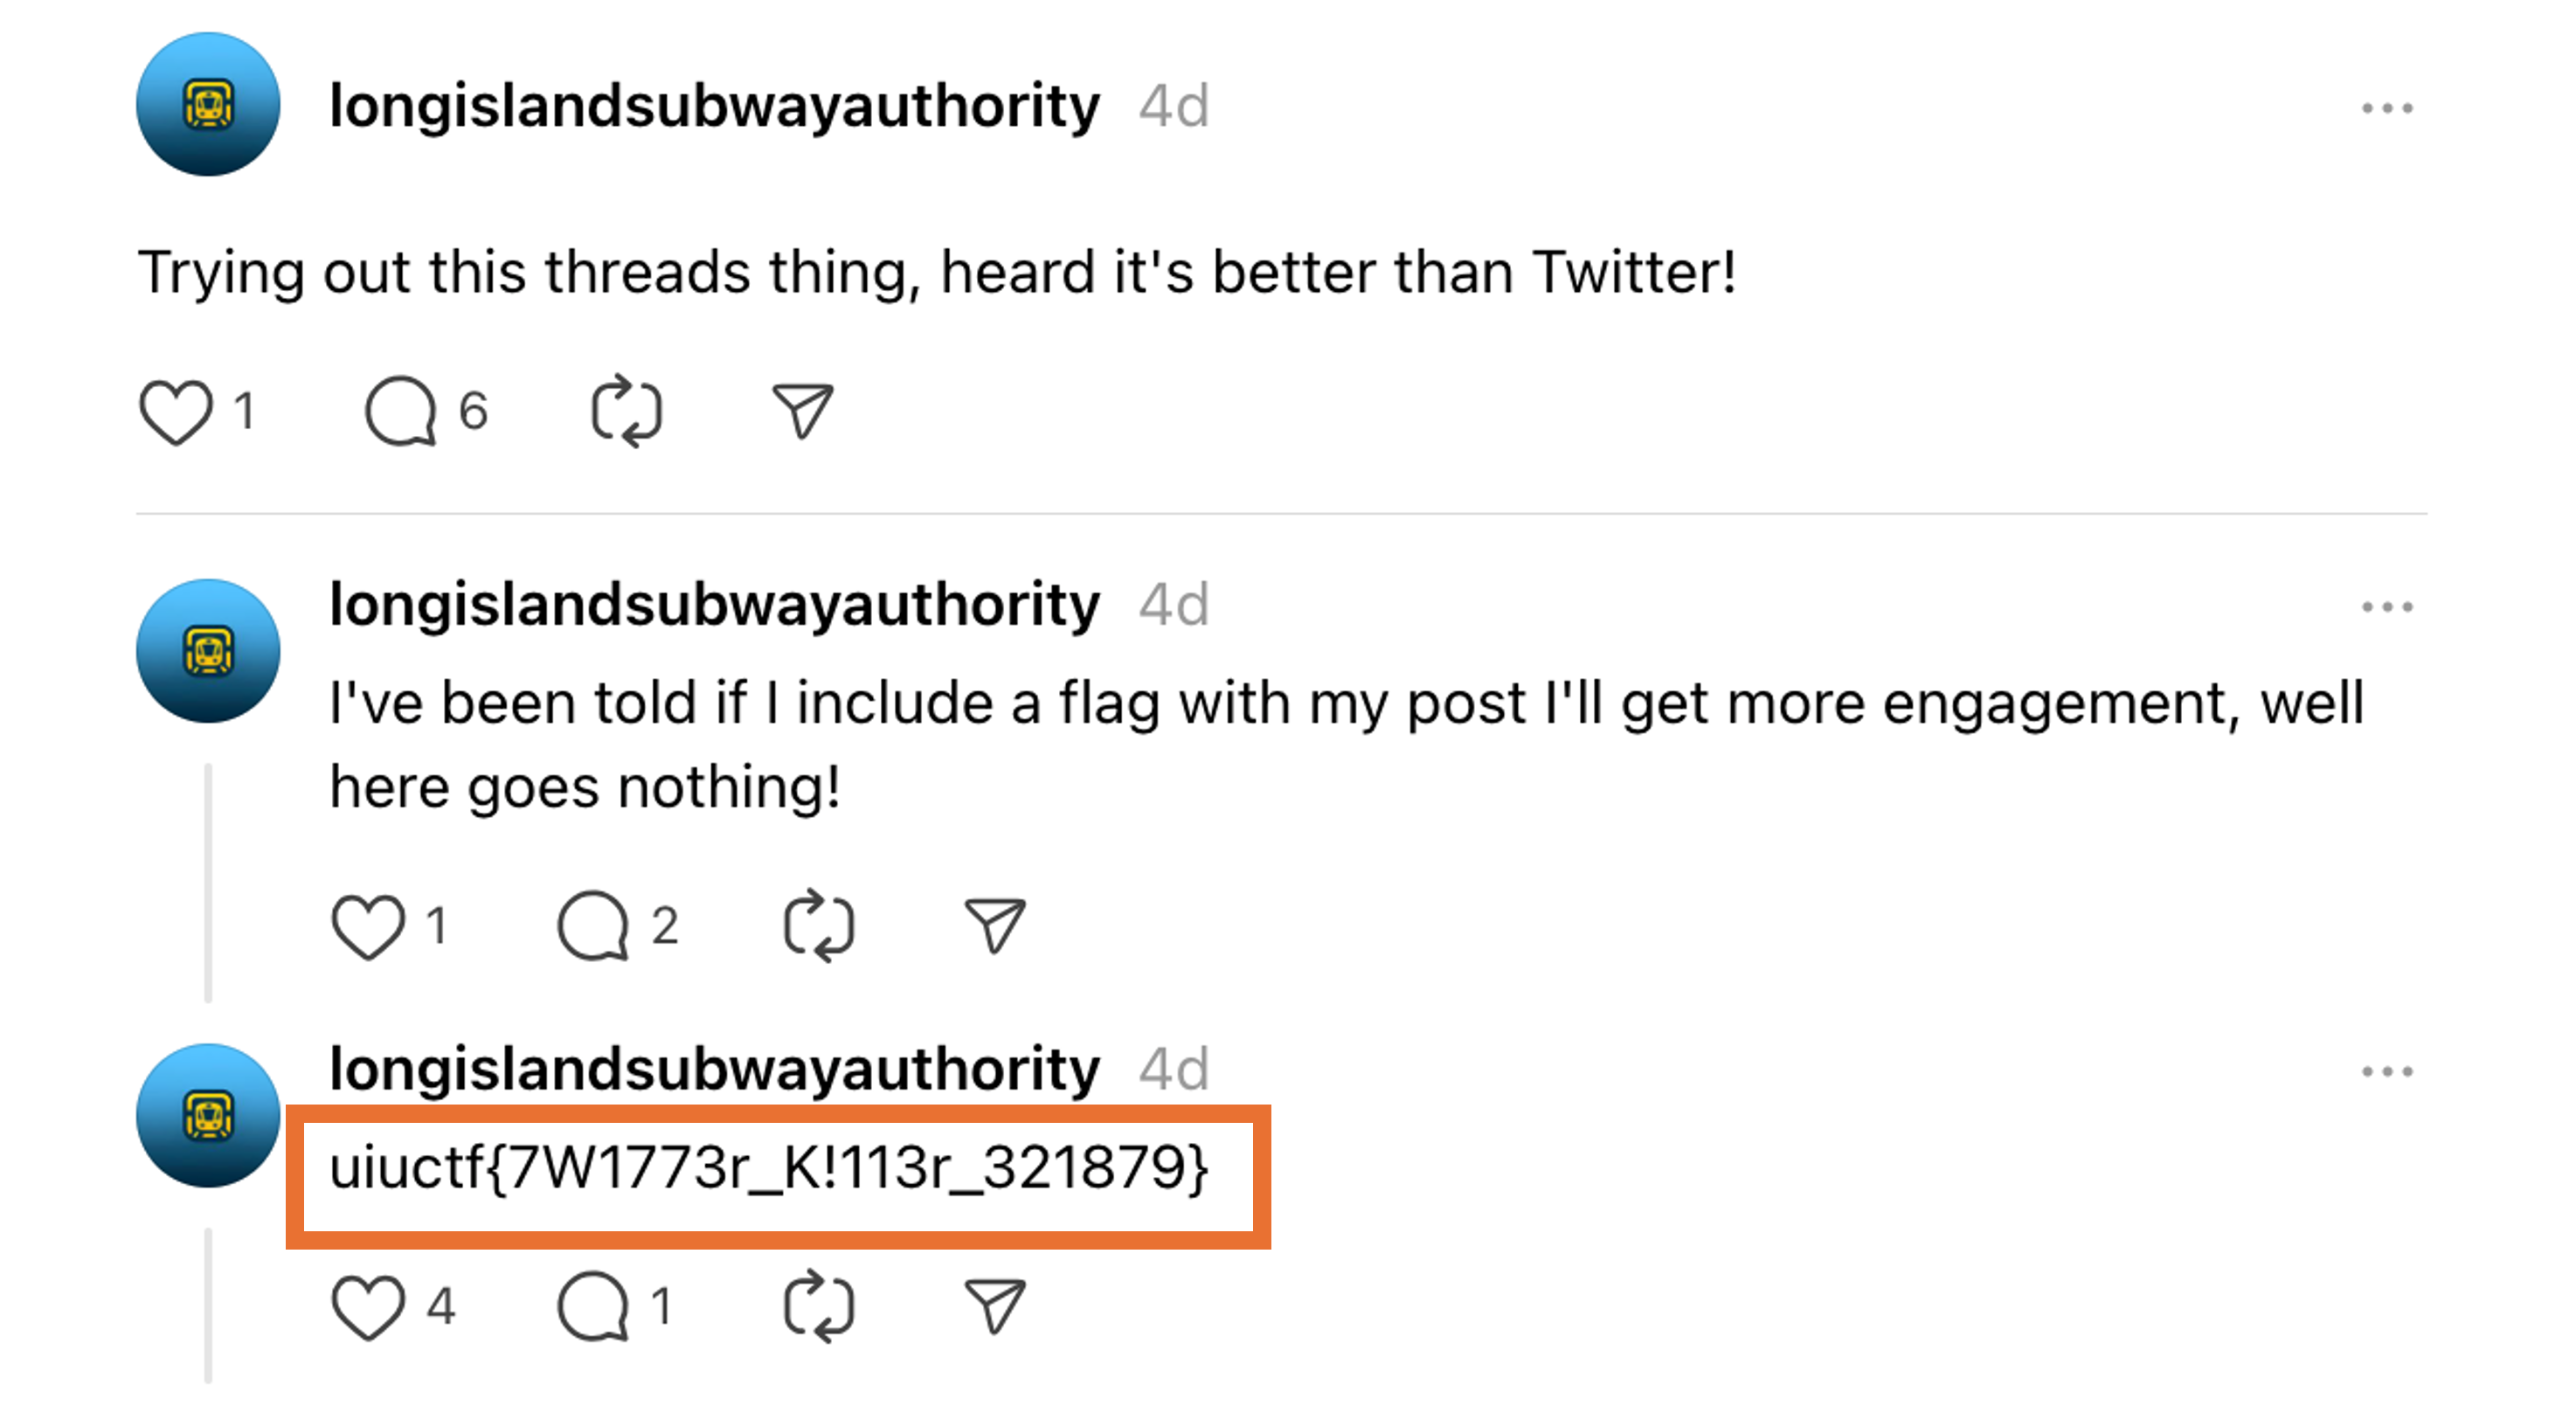 longislandsubwayauthority 4d
Trying out this threads thing, heard it's better than Twitter!
1 6
longislandsubwayauthority 4d
I've been told if I include a flag with my post I'll get more engagement, well
here goes nothing!
1 2
longislandsubwayauthority 4d
uiuctf{7W1773r_K!113r_321879}
4 1